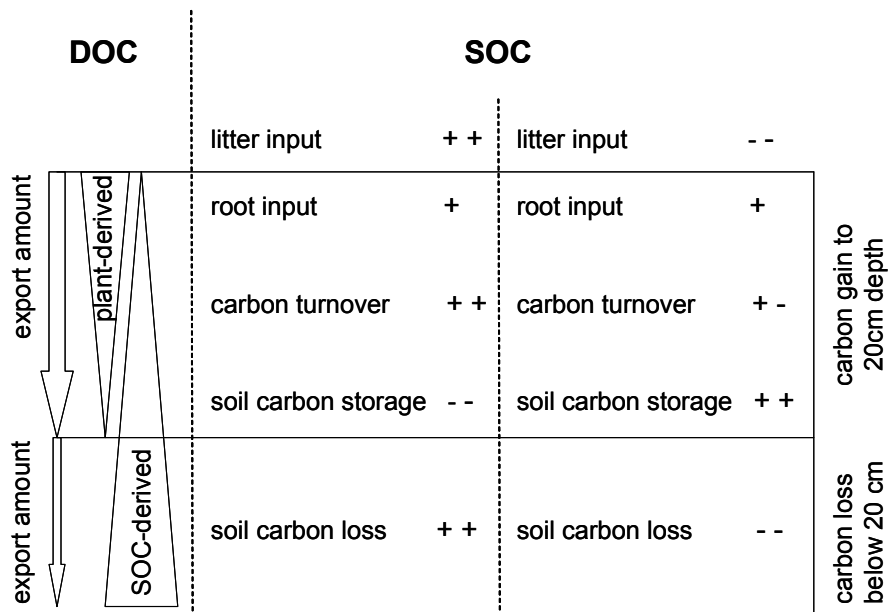 DOC SOC
litter input + + litter input - -
root input + root input +
carbon turnover + + carbon turnover + -
soil carbon storage - - soil carbon storage + +
soil carbon loss + + soil carbon loss - -
export amount
plant-derived
export amount
SOC-derived
carbon gain to
20cm depth
carbon loss
below 20 cm